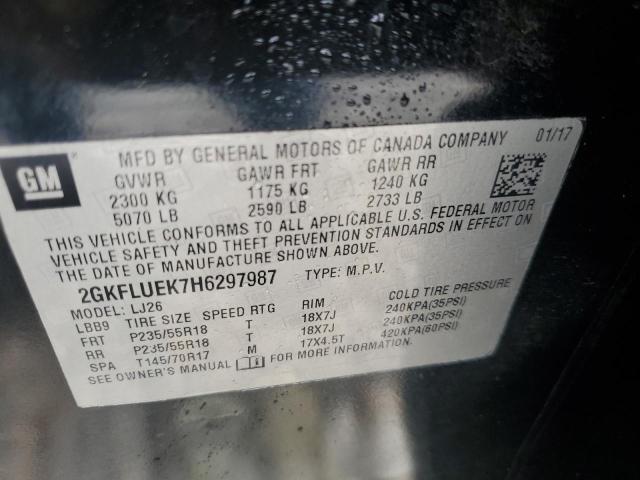 GM
MFD BY GENERAL MOTORS OF CANADA COMPANY 01/17
GVWR GAWR FRT GAWR RR
2300 KG 1175 KG 1240 KG
5070 LB 2590 LB 2733 LB
THIS VEHICLE CONFORMS TO ALL APPLICABLE U.S. FEDERAL MOTOR
VEHICLE SAFETY AND THEFT PREVENTION STANDARDS IN EFFECT ON
THE DATE OF MANUFACTURE SHOWN ABOVE.
2GKFLUEK7H6297987 TYPE: M.P.V.
MODEL: LJ26
LBB9 TIRE SIZE SPEED RTG RIM COLD TIRE PRESSURE
FRT P235/55R18 T 18X7J 240KPA(35PSI)
RR P235/55R18 T 18X7J 240KPA(35PSI)
SPA T145/70R17 M 17X4.5T 420KPA(60PSI)
SEE OWNER'S MANUAL FOR MORE INFORMATION.